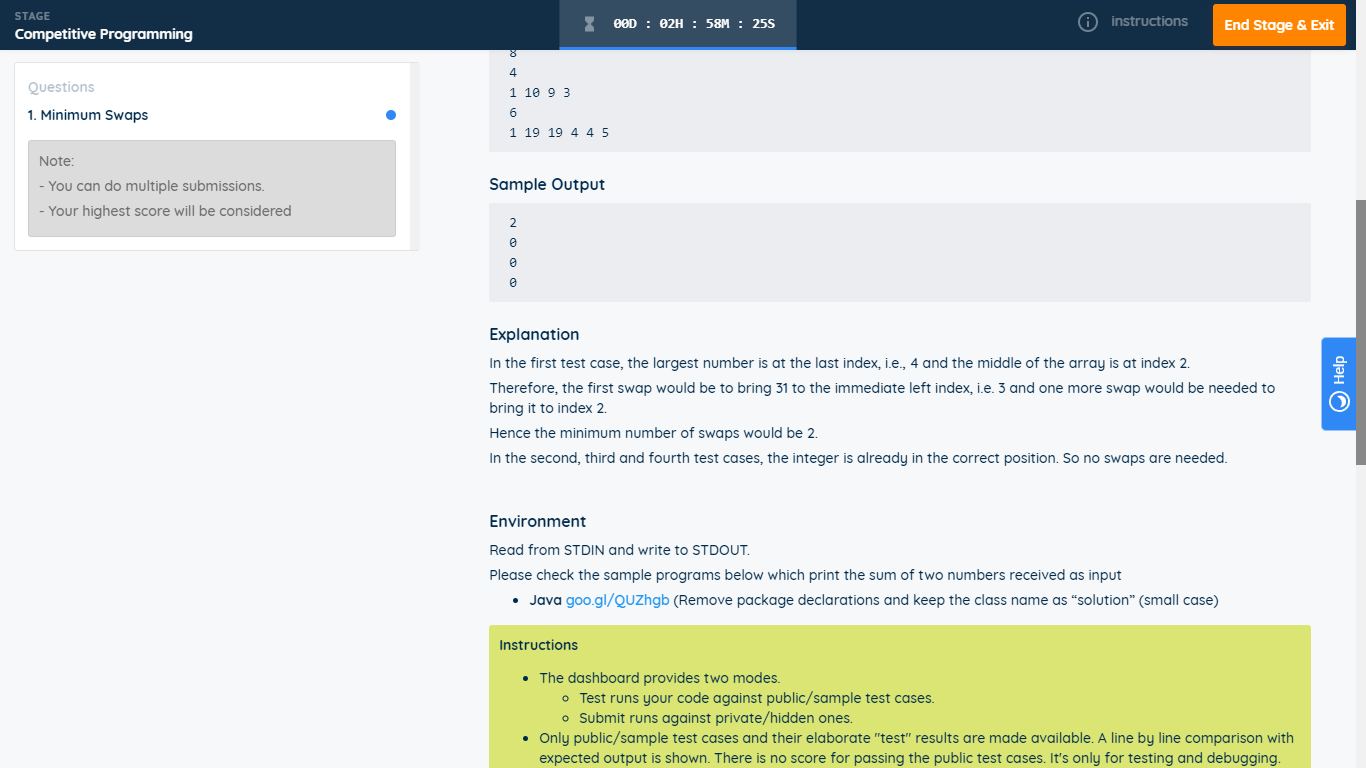 STAGE
Competitive Programming
00D : 02H : 58M : 25S
instructions
End Stage & Exit
Questions
1. Minimum Swaps
Note:
- You can do multiple submissions.
- Your highest score will be considered
8
4
1 10 9 3
6
1 19 19 4 4 5
Sample Output
2
0
0
0
Explanation
In the first test case, the largest number is at the last index, i.e., 4 and the middle of the array is at index 2.
Therefore, the first swap would be to bring 31 to the immediate left index, i.e. 3 and one more swap would be needed to
bring it to index 2.
Hence the minimum number of swaps would be 2.
In the second, third and fourth test cases, the integer is already in the correct position. So no swaps are needed.
Help
Environment
Read from STDIN and write to STDOUT.
Please check the sample programs below which print the sum of two numbers received as input
• Java goo.gl/QUZhgb (Remove package declarations and keep the class name as “solution” (small case)
Instructions
• The dashboard provides two modes.
◦ Test runs your code against public/sample test cases.
◦ Submit runs against private/hidden ones.
• Only public/sample test cases and their elaborate "test" results are made available. A line by line comparison with
expected output is shown. There is no score for passing the public test cases. It's only for testing and debugging.